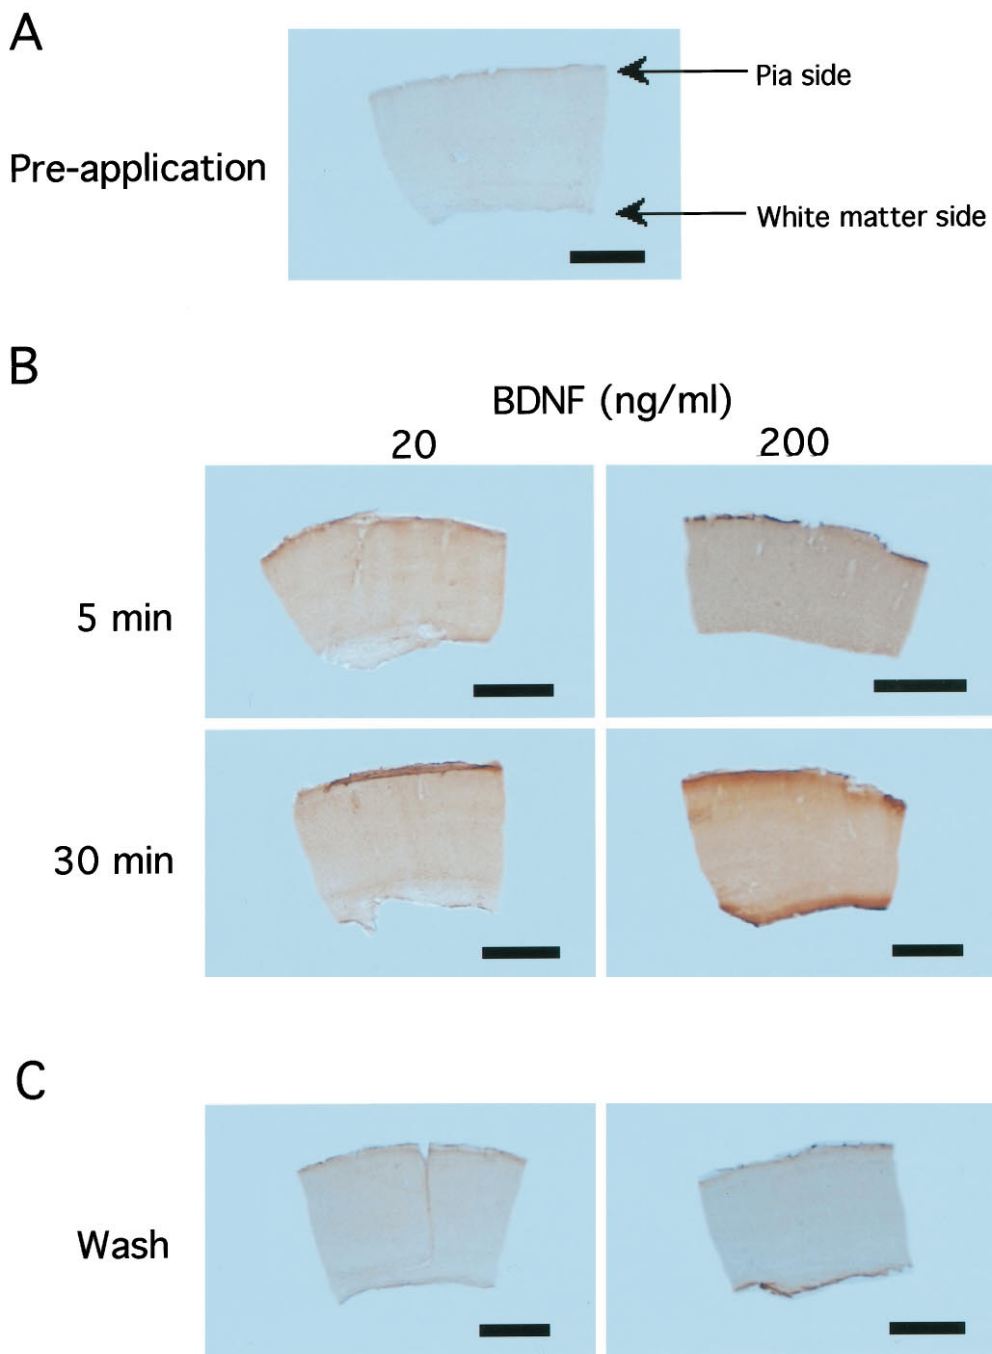 A
Pia side
Pre-application
White matter side
B
BDNF (ng/ml)
20
200
5 min
30 min
C
Wash